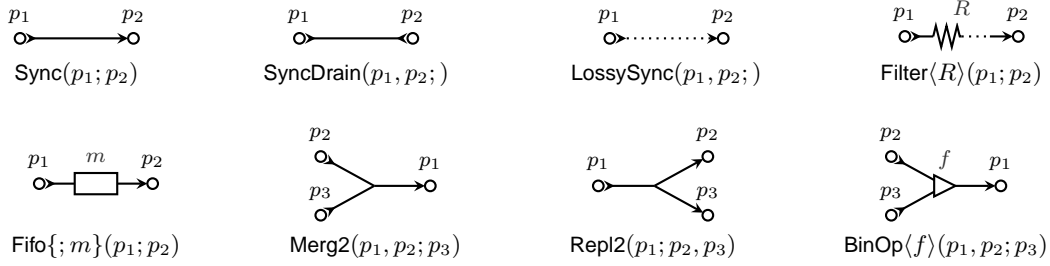 p₁ p₂ p₁ p₂ p₁ p₂ p₁ R p₂
Sync(p₁; p₂) SyncDrain(p₁, p₂; ) LossySync(p₁, p₂; ) Filter⟨R⟩(p₁; p₂)
p₂ p₂ p₂
p₁ m p₂ p₁ p₁ f p₁
p₃ p₃ p₃
Fifo{; m}(p₁; p₂) Merg2(p₁, p₂; p₃) Repl2(p₁; p₂, p₃) BinOp⟨f⟩(p₁, p₂; p₃)